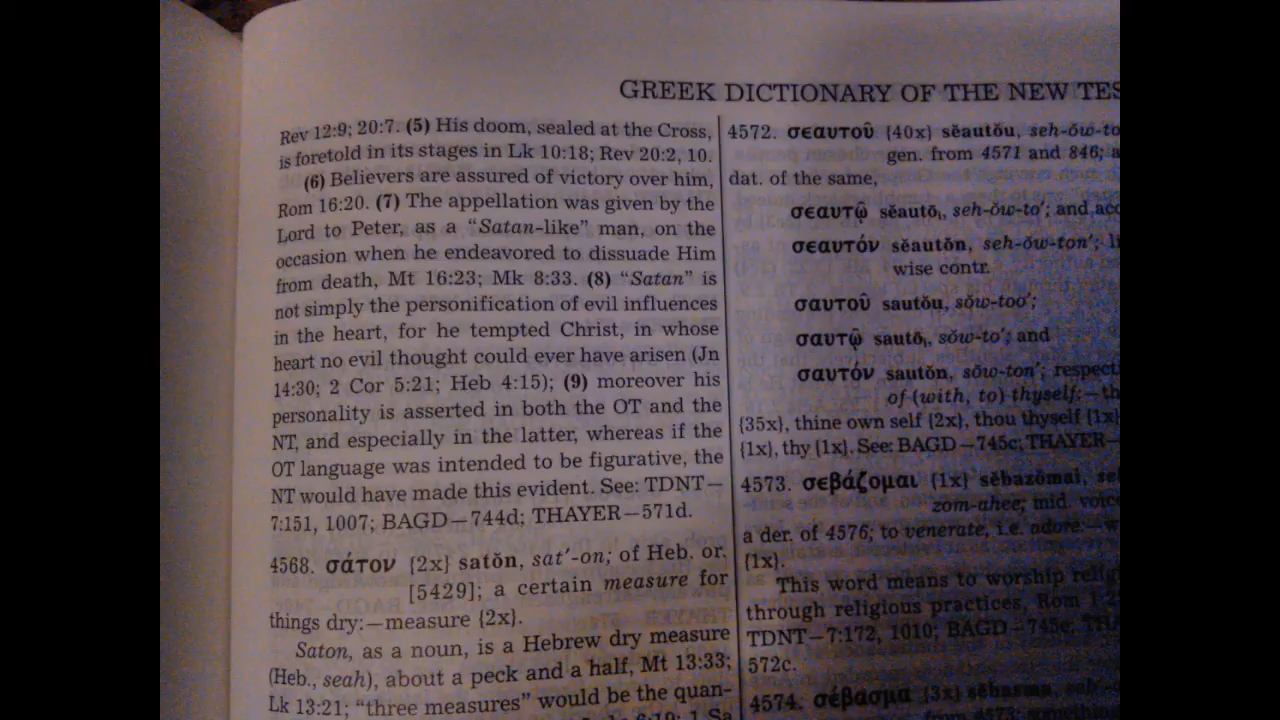 GREEK DICTIONARY OF THE NEW TES
Rev 12:9; 20:7. (5) His doom, sealed at the Cross,
is foretold in its stages in Lk 10:18; Rev 20:2, 10.
(6) Believers are assured of victory over him,
Rom 16:20. (7) The appellation was given by the
Lord to Peter, as a “Satan-like” man, on the
occasion when he endeavored to dissuade Him
from death, Mt 16:23; Mk 8:33. (8) “Satan” is
not simply the personification of evil influences
in the heart, for he tempted Christ, in whose
heart no evil thought could ever have arisen (Jn
14:30; 2 Cor 5:21; Heb 4:15); (9) moreover his
personality is asserted in both the OT and the
NT, and especially in the latter, whereas if the
OT language was intended to be figurative, the
NT would have made this evident. See: TDNT—
7:151, 1007; BAGD—744d; THAYER—571d.
4568. σάτον {2x} satŏn, sat′-on; of Heb. or.
[5429]; a certain measure for
things dry:—measure {2x}.
Saton, as a noun, is a Hebrew dry measure
(Heb., seah), about a peck and a half, Mt 13:33;
Lk 13:21; “three measures” would be the quan-
4572. σεαυτοῦ {40x} sĕautŏu, seh-ŏw-to
gen. from 4571 and 846; a
dat. of the same,
σεαυτῷ sĕautō͎, seh-ŏw-to′; and acc
σεαυτόν sĕautŏn, seh-ŏw-ton′; li
wise contr.
σαυτοῦ sautŏu, sŏw-too′;
σαυτῷ sautō͎, sŏw-to′; and
σαυτόν sautŏn, sŏw-ton′; respect
of (with, to) thyself:—th
{35x}, thine own self {2x}, thou thyself {1x}
{1x}, thy {1x}. See: BAGD—745c; THAYER—
4573. σεβάζομαι {1x} sĕbazŏmai, se
zom-ahee; mid. voice
a der. of 4576; to venerate, i.e. adore:—w
{1x}.
This word means to worship relig
through religious practices, Rom 1:2
TDNT—7:172, 1010; BAGD—745c; THA
572c.
4574. σέβασμα {3x} sĕbasma, seb′-
from 4573; something